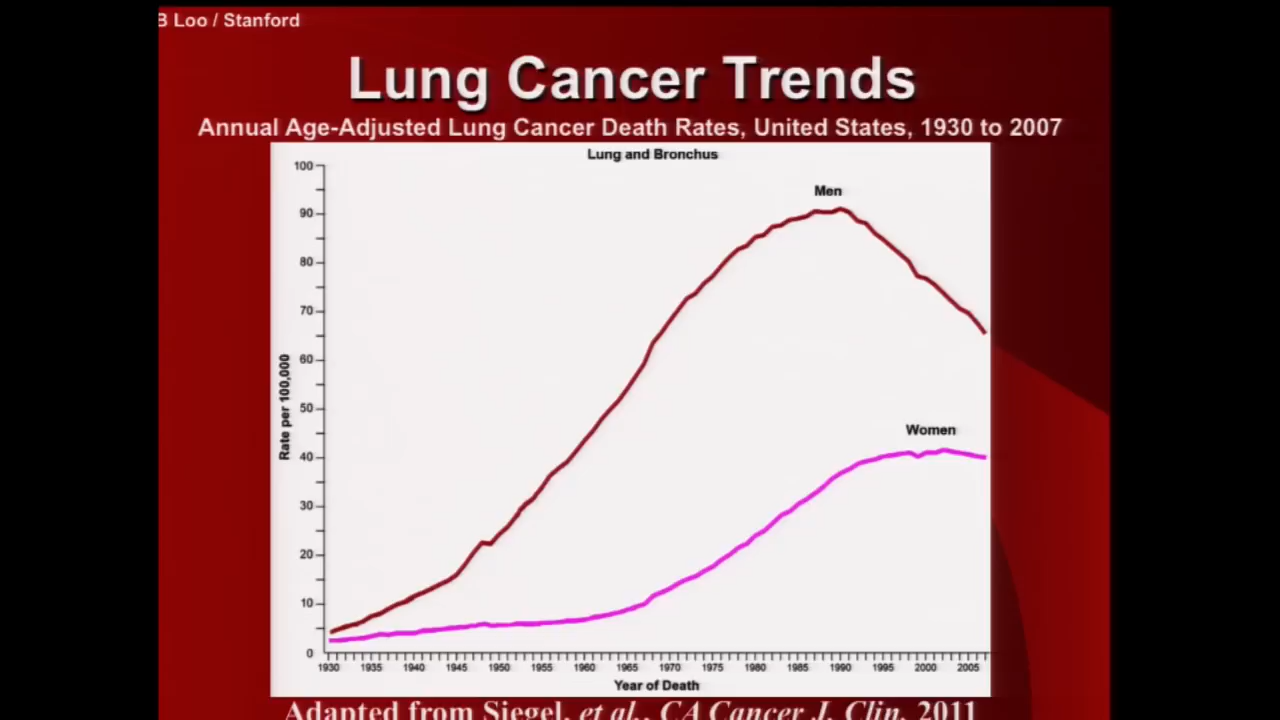 B Loo / Stanford
Lung Cancer Trends
Annual Age-Adjusted Lung Cancer Death Rates, United States, 1930 to 2007
Lung and Bronchus
100
90
80
70
60
50
40
30
20
10
0
Rate per 100,000
Men
Women
1930 1935 1940 1945 1950 1955 1960 1965 1970 1975 1980 1985 1990 1995 2000 2005
Year of Death
Adapted from Siegel, et al., CA Cancer J. Clin. 2011